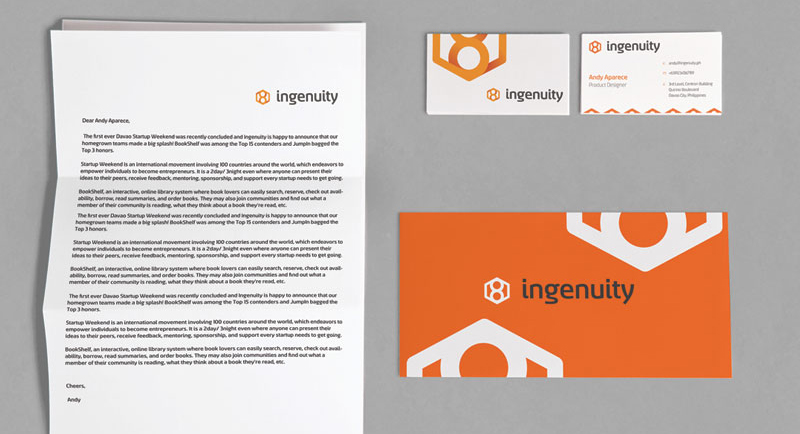 ingenuity
Dear Andy Aparece,
The first ever Davao Startup Weekend was recently concluded and Ingenuity is happy to announce that our
homegrown teams made a big splash! BookShelf was among the Top 15 contenders and JumpIn bagged the
Top 3 honors.
Startup Weekend is an international movement involving 100 countries around the world, which endeavors to
empower individuals to become entrepreneurs. It is a 2day/ 3night even where anyone can present their
ideas to their peers, receive feedback, mentoring, sponsorship, and support every startup needs to get going.
BookShelf, an interactive, online library system where book lovers can easily search, reserve, check out avail-
ability, borrow, read summaries, and order books. They may also join communities and find out what a
member of their community is reading, what they think about a book they're read, etc.
The first ever Davao Startup Weekend was recently concluded and Ingenuity is happy to announce that our
homegrown teams made a big splash! BookShelf was among the Top 15 contenders and JumpIn bagged the
Top 3 honors.
Startup Weekend is an international movement involving 100 countries around the world, which endeavors to
empower individuals to become entrepreneurs. It is a 2day/ 3night even where anyone can present their
ideas to their peers, receive feedback, mentoring, sponsorship, and support every startup needs to get going.
BookShelf, an interactive, online library system where book lovers can easily search, reserve, check out avail-
ability, borrow, read summaries, and order books. They may also join communities and find out what a
member of their community is reading, what they think about a book they're read, etc.
The first ever Davao Startup Weekend was recently concluded and Ingenuity is happy to announce that our
homegrown teams made a big splash! BookShelf was among the Top 15 contenders and JumpIn bagged the
Top 3 honors.
Startup Weekend is an international movement involving 100 countries around the world, which endeavors to
empower individuals to become entrepreneurs. It is a 2day/ 3night even where anyone can present their
ideas to their peers, receive feedback, mentoring, sponsorship, and support every startup needs to get going.
BookShelf, an interactive, online library system where book lovers can easily search, reserve, check out avail-
ability, borrow, read summaries, and order books. They may also join communities and find out what a
member of their community is reading, what they think about a book they're read, etc.
Cheers,
Andy
ingenuity
ingenuity
Andy Aparece
Product Designer
andy@ingenuity.ph
3rd Level, Centron Building
Quirino Boulevard
Davao City, Philippines
ingenuity